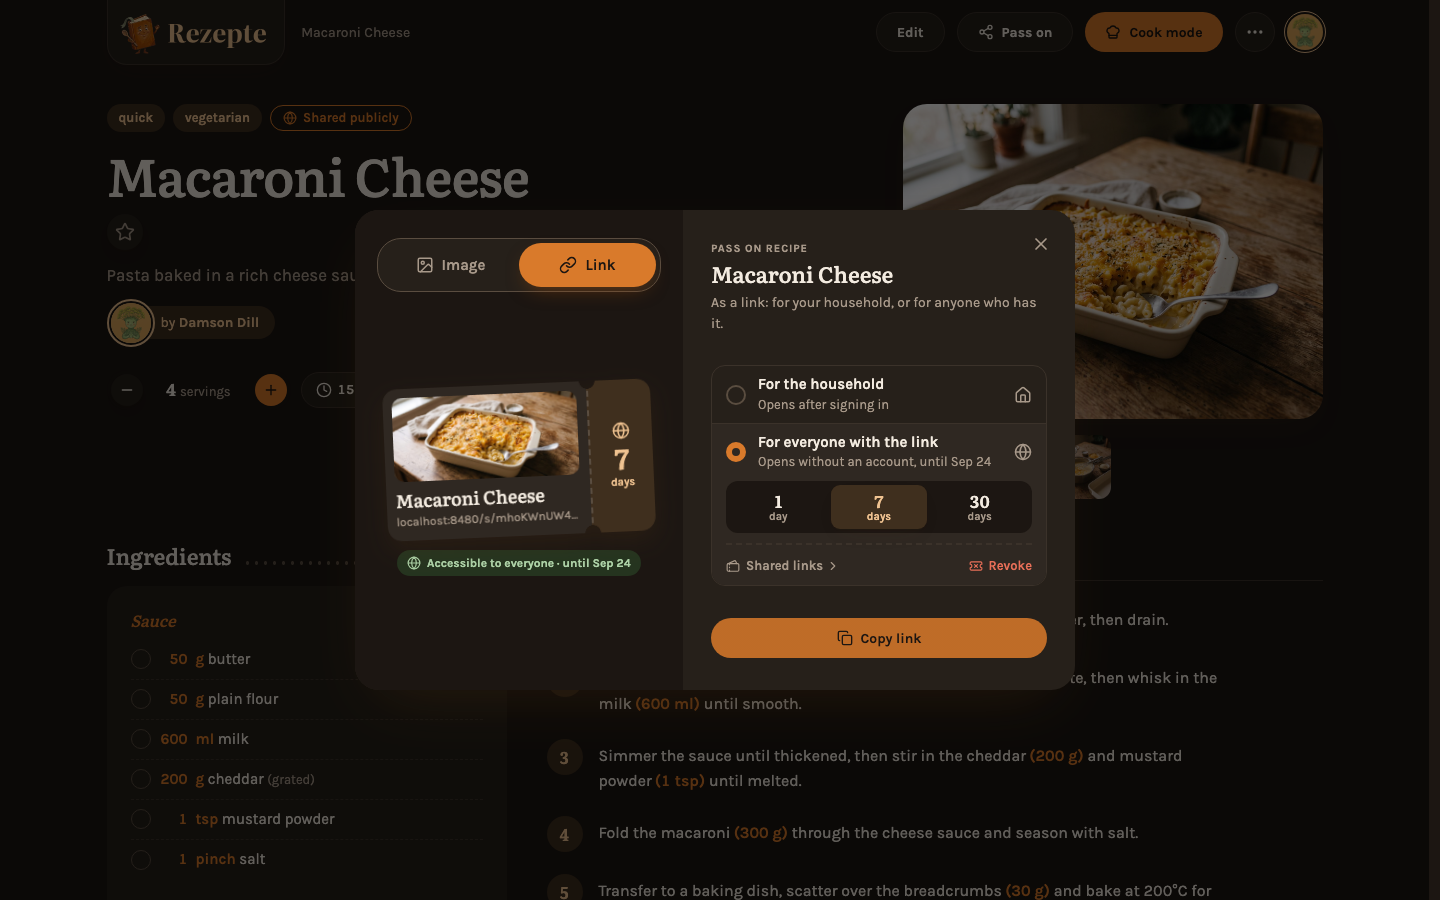 Rezepte
Macaroni Cheese
Edit
Pass on
Cook mode
quick
vegetarian
Shared publicly
Macaroni Cheese
Pasta baked in a rich cheese
by Damson Dill
4 servings
15
Image
Link
Macaroni Cheese
localhost:8480/s/mhoKWnUW4...
7
days
Accessible to everyone · until Sep 24
PASS ON RECIPE
Macaroni Cheese
As a link: for your household, or for anyone who has
it.
For the household
Opens after signing in
For everyone with the link
Opens without an account, until Sep 24
1
day
7
days
30
days
Shared links
Revoke
Copy link
Ingredients
Sauce
50 g butter
50 g plain flour
600 ml milk
200 g cheddar (grated)
1 tsp mustard powder
1 pinch salt
then drain.
then whisk in the
milk (600 ml) until smooth.
3
Simmer the sauce until thickened, then stir in the cheddar (200 g) and mustard
powder (1 tsp) until melted.
4
Fold the macaroni (300 g) through the cheese sauce and season with salt.
5
Transfer to a baking dish, scatter over the breadcrumbs (30 g) and bake at 200°C for